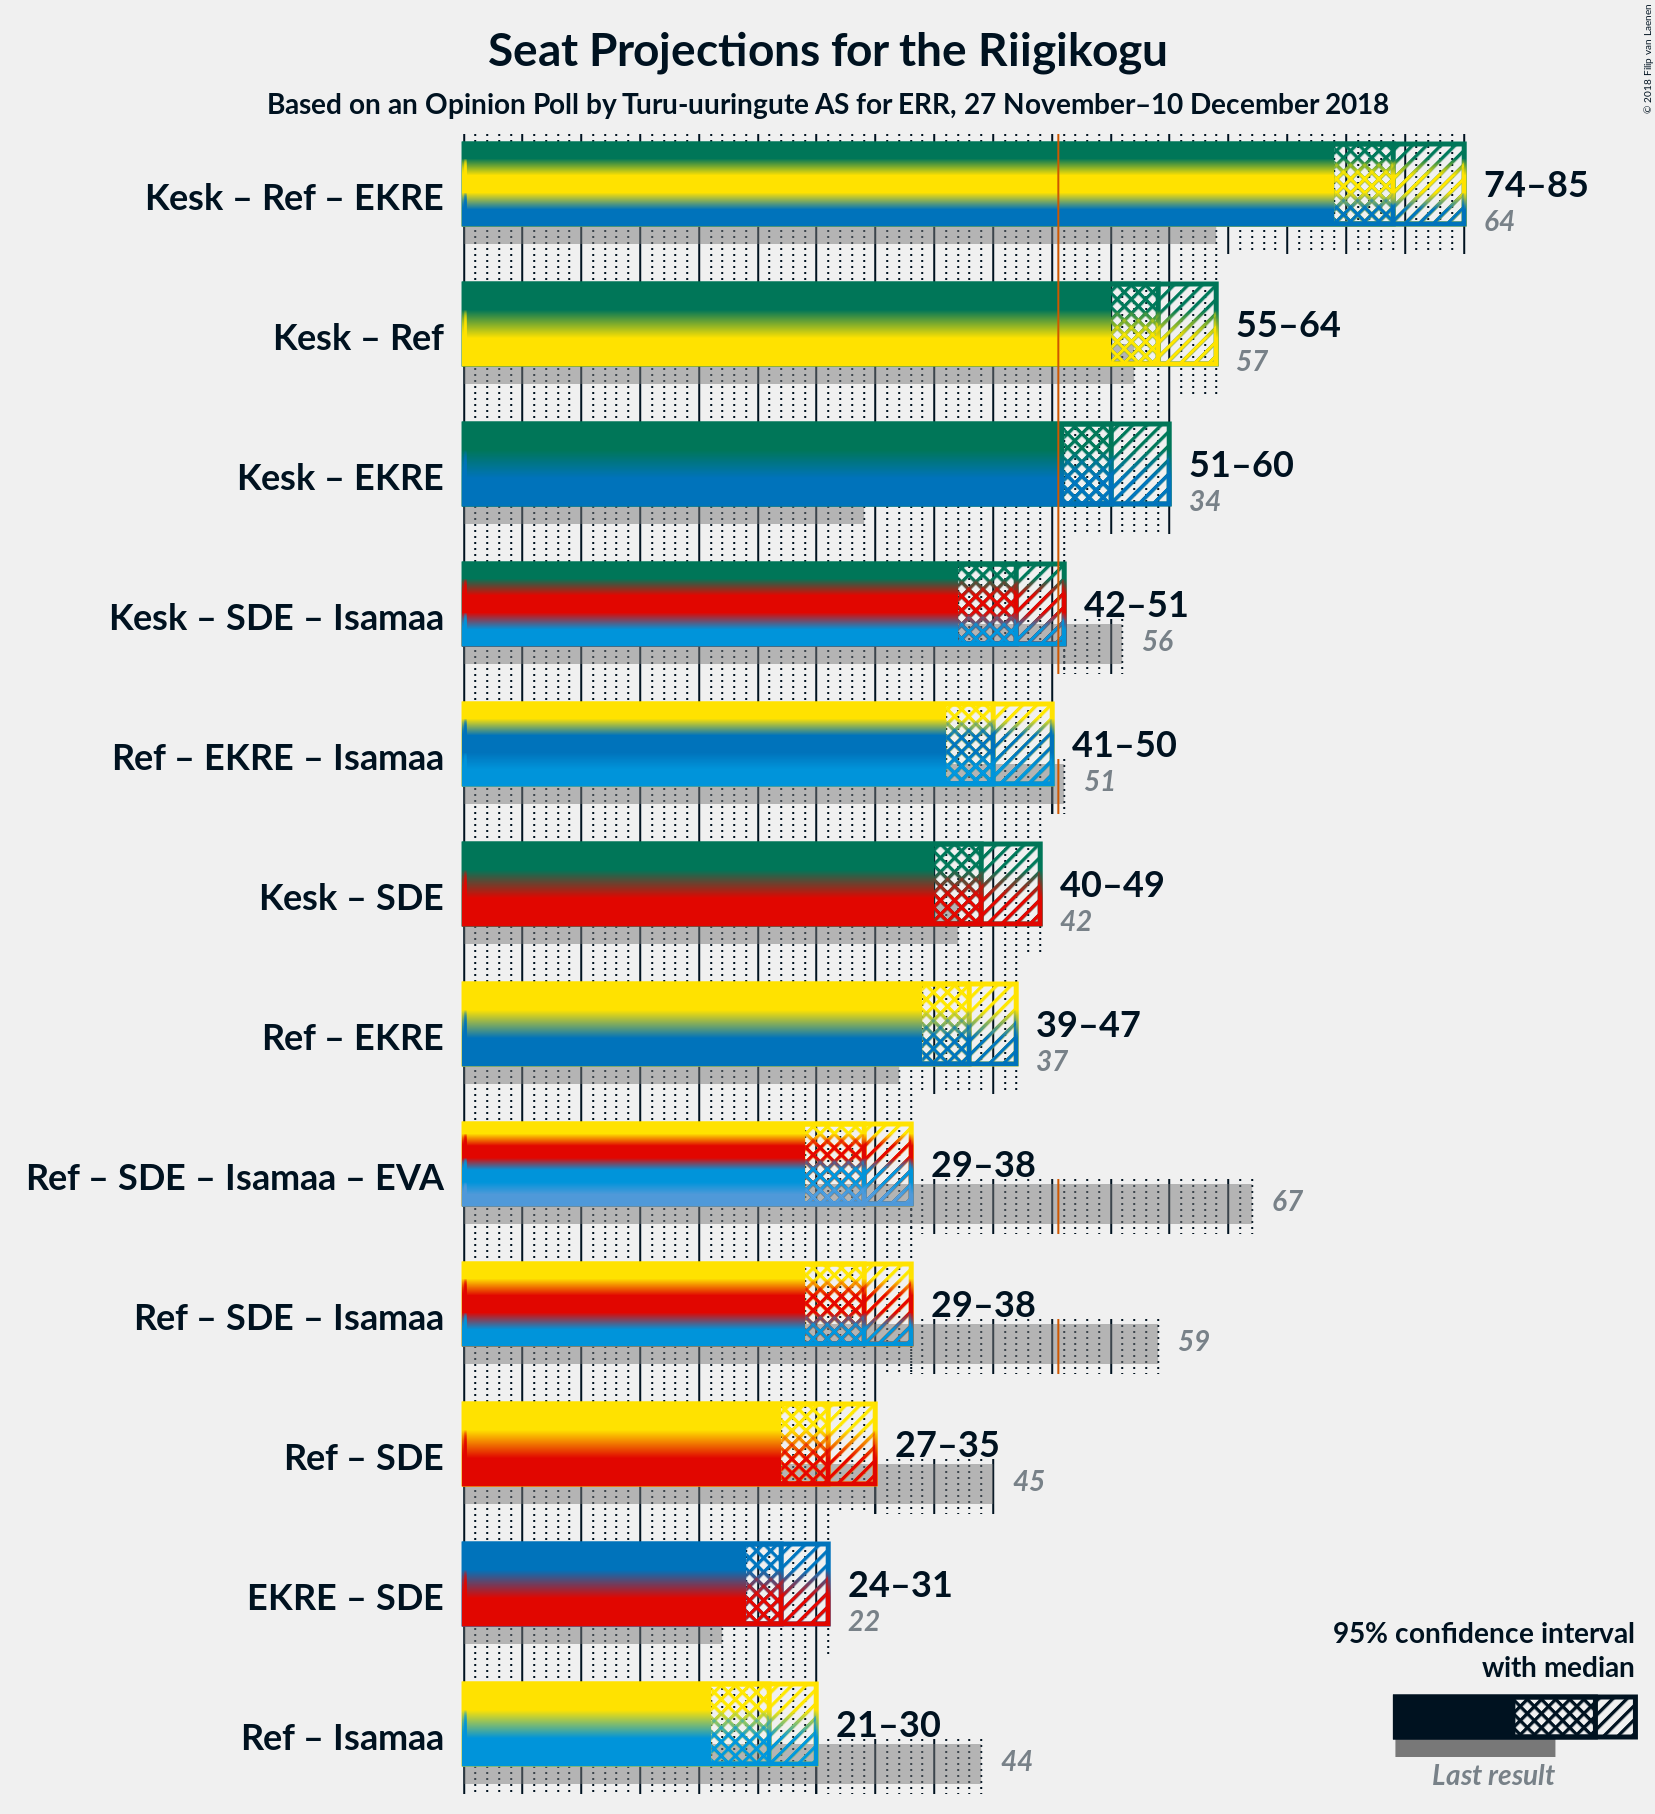 Seat Projections for the Riigikogu
Based on an Opinion Poll by Turu-uuringute AS for ERR, 27 November–10 December 2018
© 2018 Filip van Laenen
Kesk – Ref – EKRE
74–85
64
Kesk – Ref
55–64
57
Kesk – EKRE
51–60
34
Kesk – SDE – Isamaa
42–51
56
Ref – EKRE – Isamaa
41–50
51
Kesk – SDE
40–49
42
Ref – EKRE
39–47
37
Ref – SDE – Isamaa – EVA
29–38
67
Ref – SDE – Isamaa
29–38
59
Ref – SDE
27–35
45
EKRE – SDE
24–31
22
Ref – Isamaa
21–30
44
95% confidence interval
with median
Last result